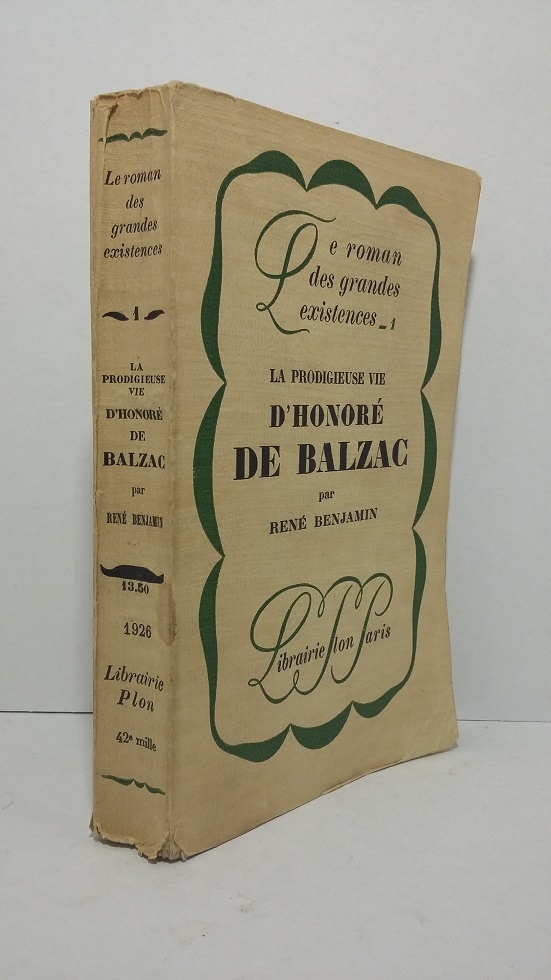 Le roman
des
grandes
existences
1
LA
PRODIGIEUSE
VIE
D'HONORÉ
DE
BALZAC
par
RENÉ BENJAMIN
13.50
1926
Librairie
Plon
42e mille
Le roman
des grandes
existences_1
LA PRODIGIEUSE VIE
D'HONORÉ
DE BALZAC
par
RENÉ BENJAMIN
Librairie Plon Paris